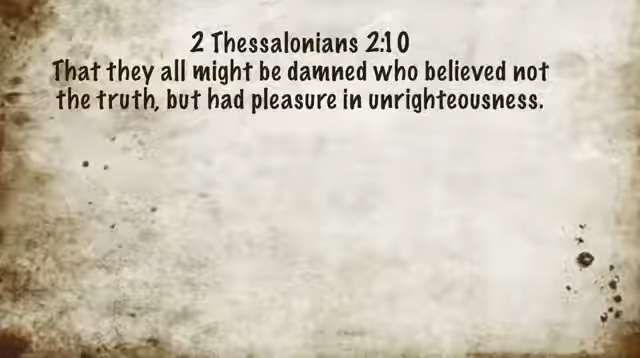 2 Thessalonians 2:10
That they all might be damned who believed not
the truth, but had pleasure in unrighteousness.